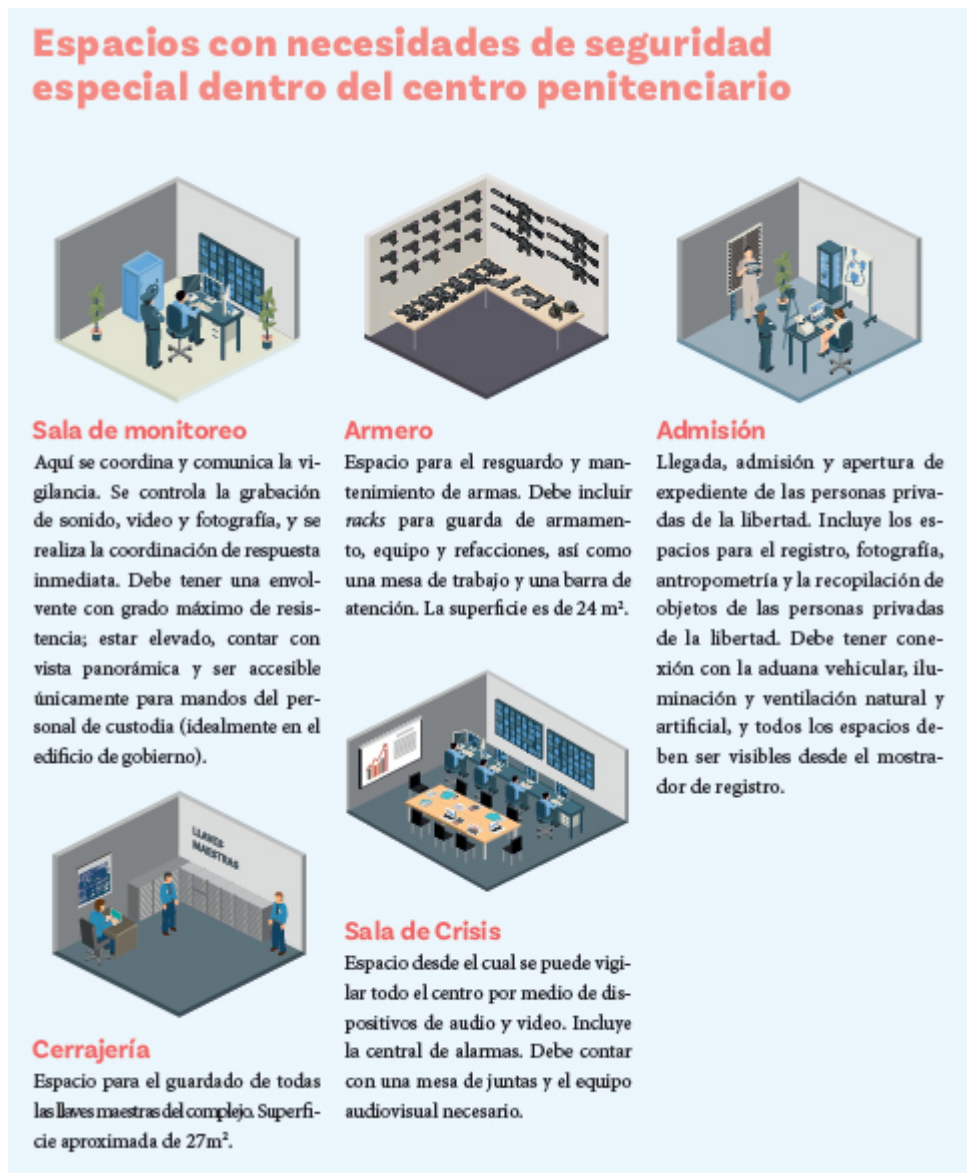 Espacios con necesidades de seguridad
especial dentro del centro penitenciario
Sala de monitoreo
Aquí se coordina y comunica la vi-
gilancia. Se controla la grabación
de sonido, video y fotografía, y se
realiza la coordinación de respuesta
inmediata. Debe tener una envol-
vente con grado máximo de resis-
tencia; estar elevado, contar con
vista panorámica y ser accesible
únicamente para mandos del per-
sonal de custodia (idealmente en el
edificio de gobierno).
LLAVES
MAESTRAS
Cerrajería
Espacio para el guardado de todas
las llaves maestras del complejo. Superfi-
cie aproximada de 27m².
Armero
Espacio para el resguardo y man-
tenimiento de armas. Debe incluir
racks para guarda de armamen-
to, equipo y refacciones, así como
una mesa de trabajo y una barra de
atención. La superficie es de 24 m².
Sala de Crisis
Espacio desde el cual se puede vigi-
lar todo el centro por medio de dis-
positivos de audio y video. Incluye
la central de alarmas. Debe contar
con una mesa de juntas y el equipo
audiovisual necesario.
Admisión
Llegada, admisión y apertura de
expediente de las personas priva-
das de la libertad. Incluye los es-
pacios para el registro, fotografía,
antropometría y la recopilación de
objetos de las personas privadas
de la libertad. Debe tener cone-
xión con la aduana vehicular, ilu-
minación y ventilación natural y
artificial, y todos los espacios de-
ben ser visibles desde el mostra-
dor de registro.